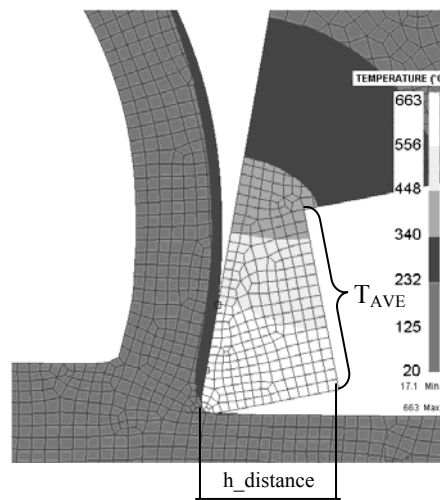 TEMPERATURE (°C
663
556
448
340
232
125
20
17.1 Min
663 Max
T_AVE
h_distance